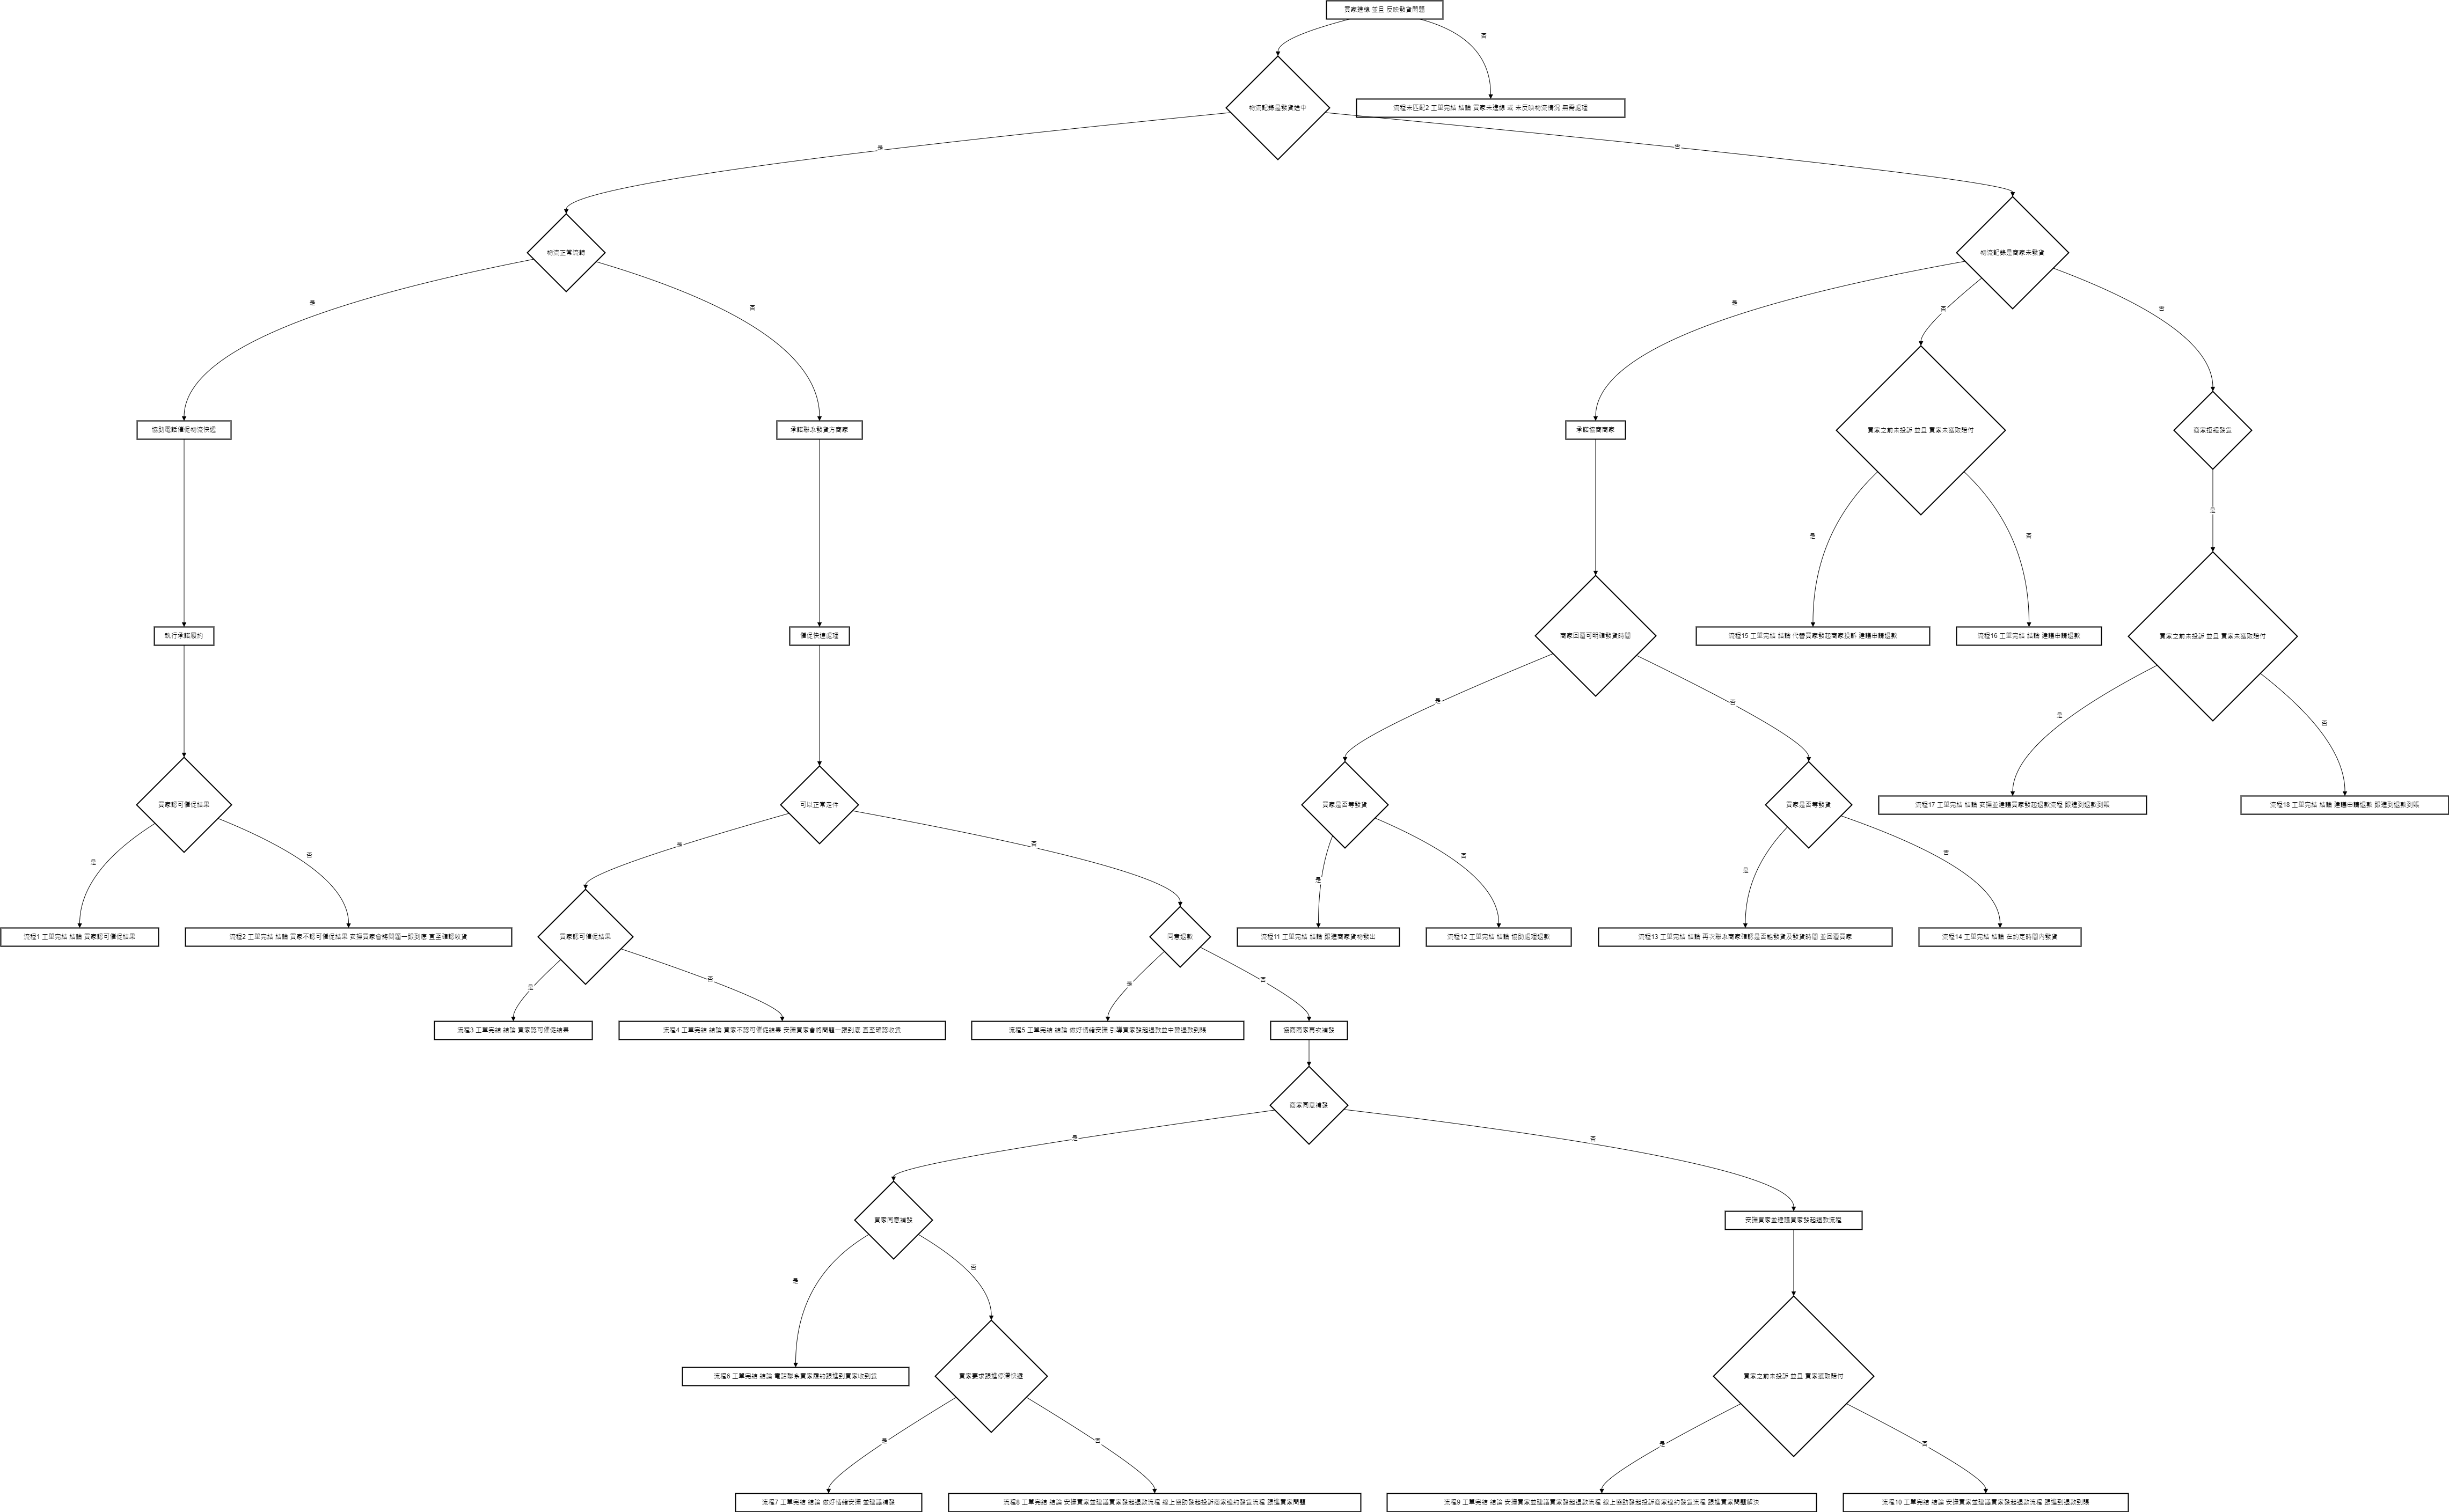 買家進線 並且 反映發貨問題
否
物流記錄是發貨途中
流程未匹配2 工單完結 結論 買家未進線 或 未反映物流情況 無需處理
是
否
物流正常流轉
物流記錄是商家未發貨
是
否
是
否
否
協助電話催促物流快遞
承諾聯系發貨方商家
承諾協商商家
買家之前未投訴 並且 買家未獲取賠付
商家拒絕發貨
是
是
否
執行承諾履約
催促快速處理
商家回覆可明確發貨時間
流程15 工單完結 結論 代替買家發起商家投訴 建議申請退款
流程16 工單完結 結論 建議申請退款
買家之前未投訴 並且 買家未獲取賠付
是
否
是
否
買家認可催促結果
可以正常走件
買家是否等發貨
買家是否等發貨
流程17 工單完結 結論 安撫並建議買家發起退款流程 跟進到退款到賬
流程18 工單完結 結論 建議申請退款 跟進到退款到賬
是
否
是
否
是
否
是
否
流程1 工單完結 結論 買家認可催促結果
流程2 工單完結 結論 買家不認可催促結果 安撫買家會將問題一跟到底 直至確認收貨
買家認可催促結果
同意退款
流程11 工單完結 結論 跟進商家貨物發出
流程12 工單完結 結論 協助處理退款
流程13 工單完結 結論 再次聯系商家確認是否能發貨及發貨時間 並回覆買家
流程14 工單完結 結論 在約定時間內發貨
是
否
是
否
流程3 工單完結 結論 買家認可催促結果
流程4 工單完結 結論 買家不認可催促結果 安撫買家會將問題一跟到底 直至確認收貨
流程5 工單完結 結論 做好情緒安撫 引導買家發起退款並中轉退款到賬
協商商家再次補發
商家同意補發
是
否
買家同意補發
安撫買家並建議買家發起退款流程
是
否
流程6 工單完結 結論 電話聯系買家履約跟進到買家收到貨
買家要求跟進停滯快遞
買家之前未投訴 並且 買家獲取賠付
是
否
是
否
流程7 工單完結 結論 做好情緒安撫 並建議補發
流程8 工單完結 結論 安撫買家並建議買家發起退款流程 線上協助發起投訴商家違約發貨流程 跟進買家問題
流程9 工單完結 結論 安撫買家並建議買家發起退款流程 線上協助發起投訴商家違約發貨流程 跟進買家問題解決
流程10 工單完結 結論 安撫買家並建議買家發起退款流程 跟進到退款到賬